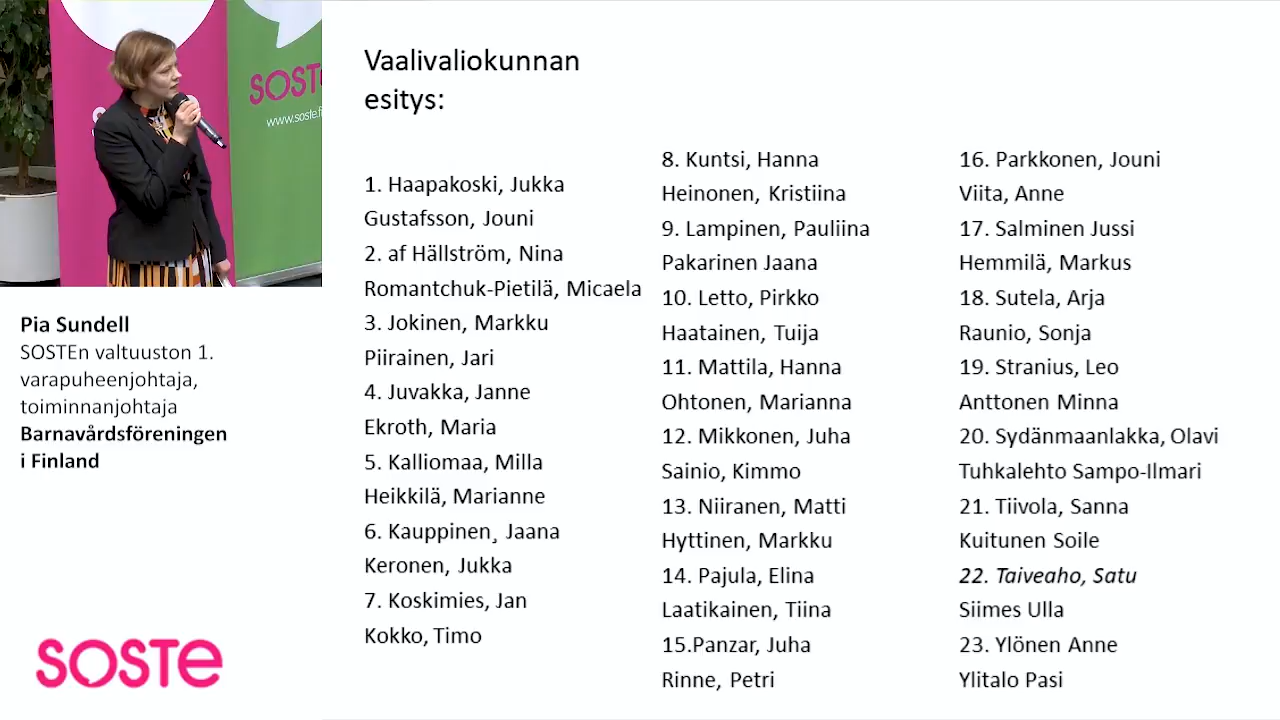 SOSTE
www.soste.fi
Pia Sundell
SOSTEn valtuuston 1.
varapuheenjohtaja,
toiminnanjohtaja
Barnavårdsföreningen
i Finland
soste
Vaalivaliokunnan
esitys:
1. Haapakoski, Jukka
Gustafsson, Jouni
2. af Hällström, Nina
Romantchuk-Pietilä, Micaela
3. Jokinen, Markku
Piirainen, Jari
4. Juvakka, Janne
Ekroth, Maria
5. Kalliomaa, Milla
Heikkilä, Marianne
6. Kauppinen¸ Jaana
Keronen, Jukka
7. Koskimies, Jan
Kokko, Timo
8. Kuntsi, Hanna
Heinonen, Kristiina
9. Lampinen, Pauliina
Pakarinen Jaana
10. Letto, Pirkko
Haatainen, Tuija
11. Mattila, Hanna
Ohtonen, Marianna
12. Mikkonen, Juha
Sainio, Kimmo
13. Niiranen, Matti
Hyttinen, Markku
14. Pajula, Elina
Laatikainen, Tiina
15.Panzar, Juha
Rinne, Petri
16. Parkkonen, Jouni
Viita, Anne
17. Salminen Jussi
Hemmilä, Markus
18. Sutela, Arja
Raunio, Sonja
19. Stranius, Leo
Anttonen Minna
20. Sydänmaanlakka, Olavi
Tuhkalehto Sampo-Ilmari
21. Tiivola, Sanna
Kuitunen Soile
22. Taiveaho, Satu
Siimes Ulla
23. Ylönen Anne
Ylitalo Pasi